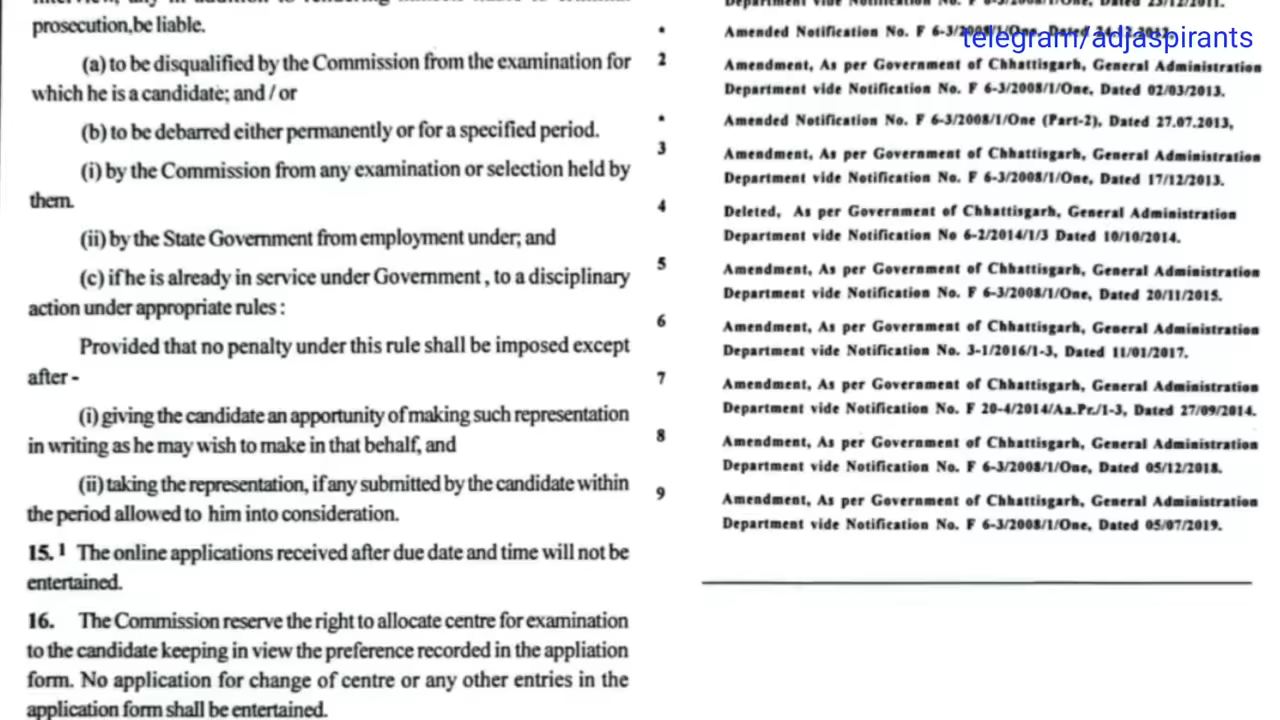 prosecution,be liable.
(a) to be disqualified by the Commission from the examination for
which he is a candidate; and / or
(b) to be debarred either permanently or for a specified period.
(i) by the Commission from any examination or selection held by
them.
(ii) by the State Government from employment under; and
(c) if he is already in service under Government , to a disciplinary
action under appropriate rules :
Provided that no penalty under this rule shall be imposed except
after -
(i) giving the candidate an apportunity of making such representation
in writing as he may wish to make in that behalf, and
(ii) taking the representation, if any submitted by the candidate within
the period allowed to him into consideration.
15. 1 The online applications received after due date and time will not be
entertained.
16. The Commission reserve the right to allocate centre for examination
to the candidate keeping in view the preference recorded in the appliation
form. No application for change of centre or any other entries in the
application form shall be entertained.
telegram/adjaspirants
* Amended Notification No. F 6-3/2008/1/One, Dated 24.12.2012,
2 Amendment, As per Government of Chhattisgarh, General Administration
Department vide Notification No. F 6-3/2008/1/One, Dated 02/03/2013.
* Amended Notification No. F 6-3/2008/1/One (Part-2), Dated 27.07.2013,
3 Amendment, As per Government of Chhattisgarh, General Administration
Department vide Notification No. F 6-3/2008/1/One, Dated 17/12/2013.
4 Deleted, As per Government of Chhattisgarh, General Administration
Department vide Notification No 6-2/2014/1/3 Dated 10/10/2014.
5 Amendment, As per Government of Chhattisgarh, General Administration
Department vide Notification No. F 6-3/2008/1/One, Dated 20/11/2015.
6 Amendment, As per Government of Chhattisgarh, General Administration
Department vide Notification No. 3-1/2016/1-3, Dated 11/01/2017.
7 Amendment, As per Government of Chhattisgarh, General Administration
Department vide Notification No. F 20-4/2014/Aa.Pr./1-3, Dated 27/09/2014.
8 Amendment, As per Government of Chhattisgarh, General Administration
Department vide Notification No. F 6-3/2008/1/One, Dated 05/12/2018.
9 Amendment, As per Government of Chhattisgarh, General Administration
Department vide Notification No. F 6-3/2008/1/One, Dated 05/07/2019.